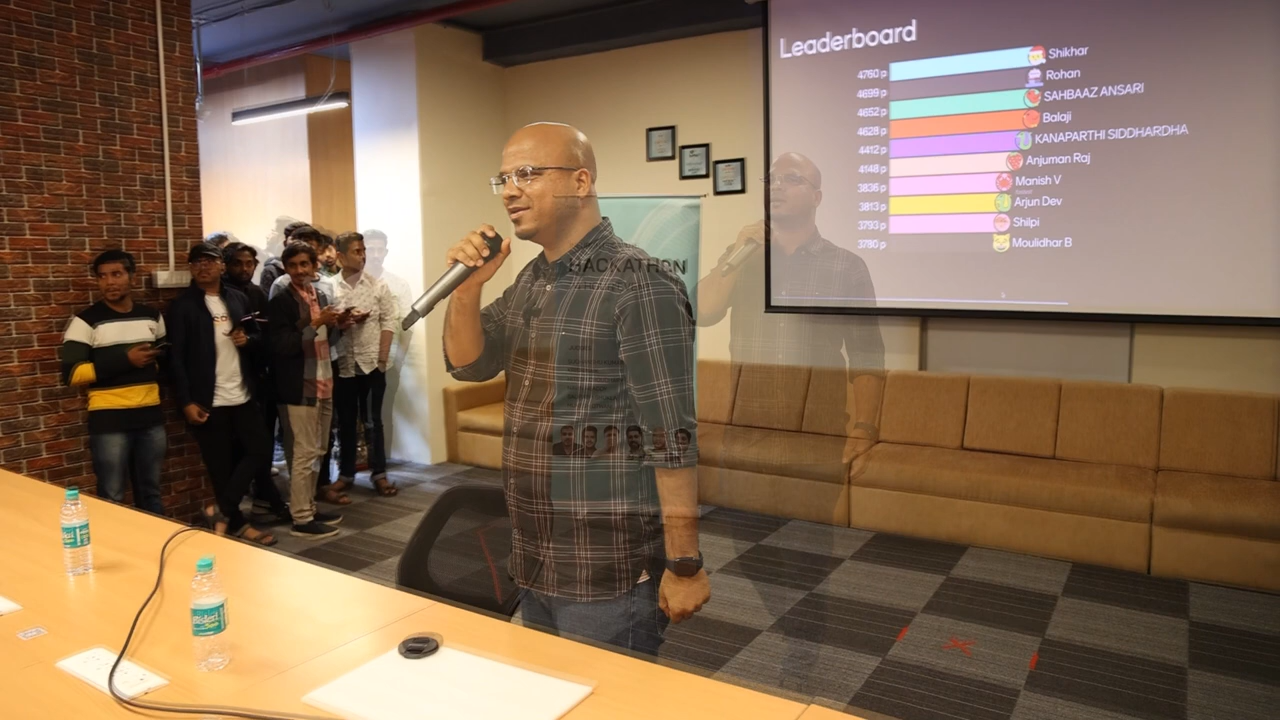 Leaderboard
4760 p Shikhar
4699 p Rohan
4652 p SAHBAAZ ANSARI
4628 p Balaji
4412 p KANAPARTHI SIDDHARDHA
4148 p Anjuman Raj
3836 p Manish V
3813 p Arjun Dev
3793 p Shilpi
3780 p Moulidhar B
HACKATHON
Bisleri